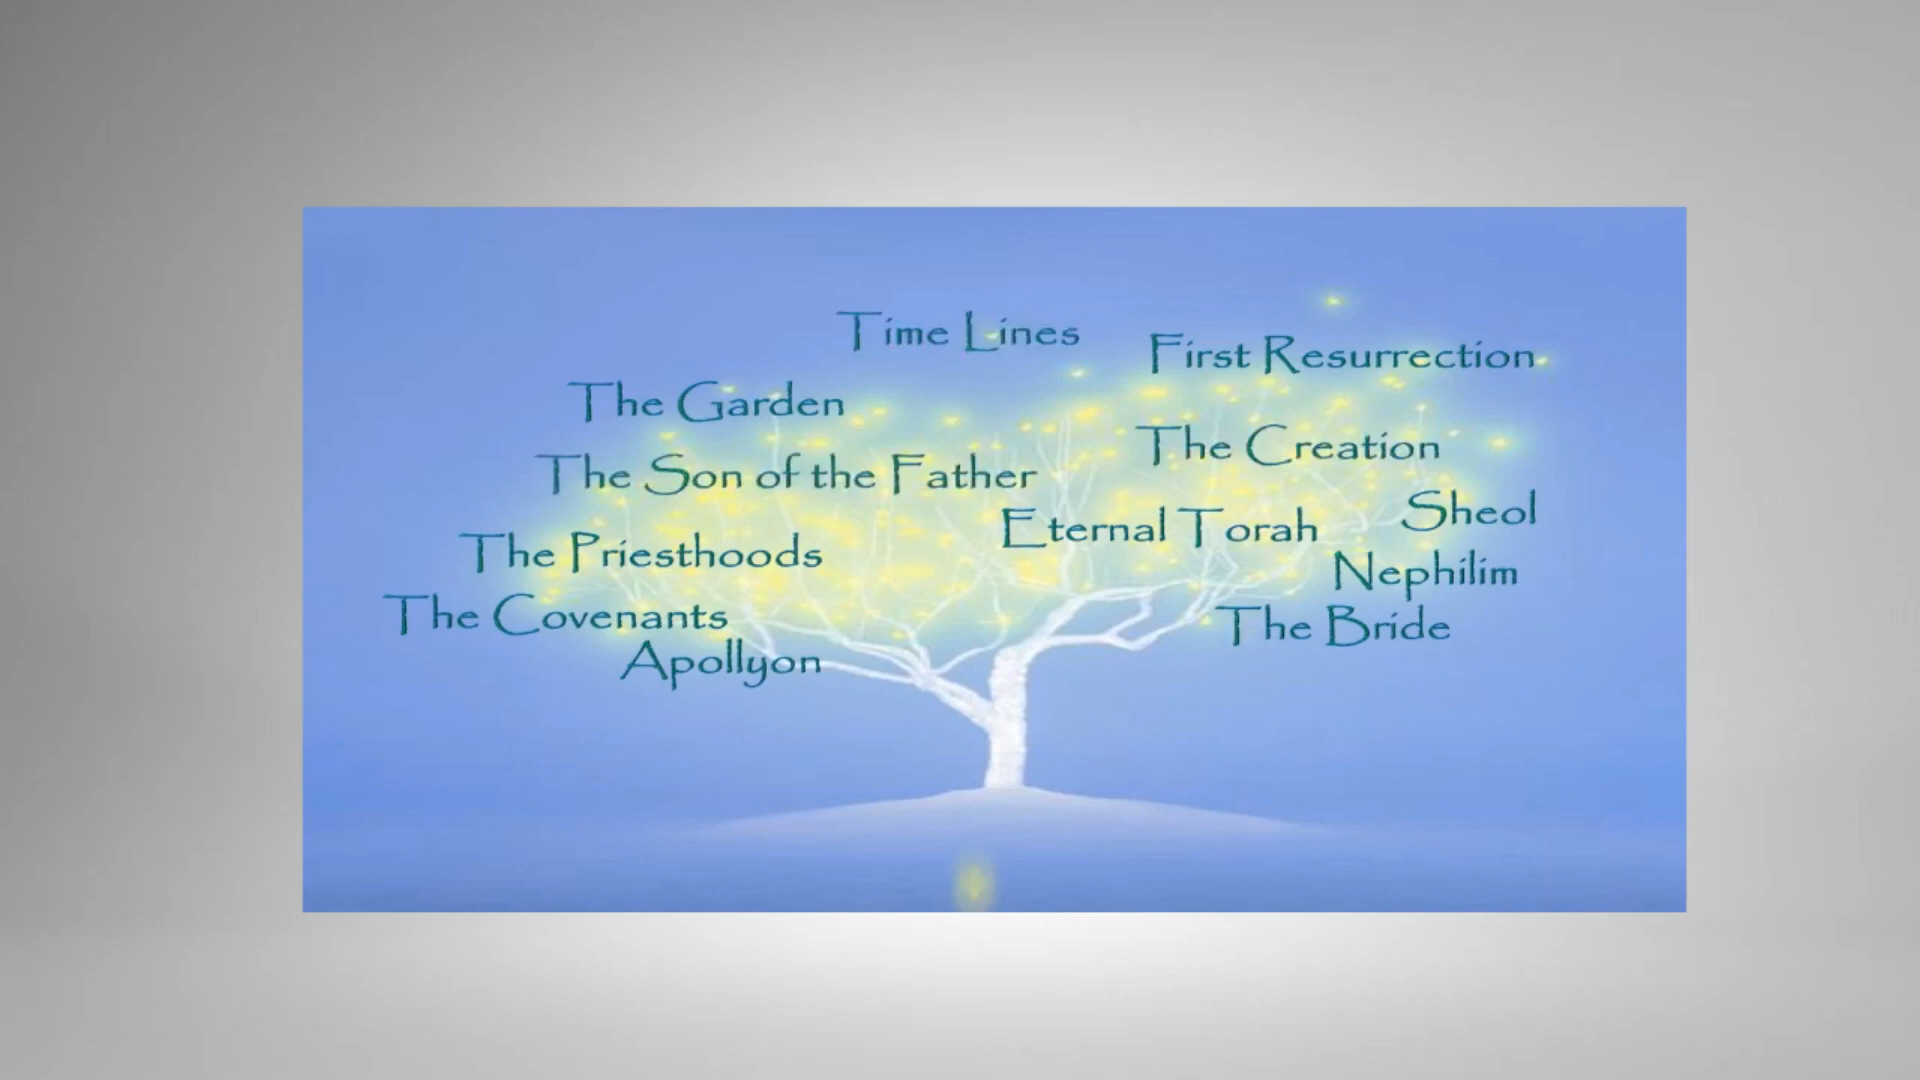 Time Lines
First Resurrection
The Garden
The Creation
The Son of the Father
Sheol
Eternal Torah
The Priesthoods
Nephilim
The Covenants
The Bride
Apollyon